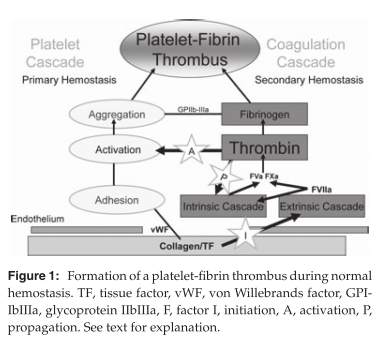 Platelet
Cascade
Primary Hemostasis
Platelet-Fibrin
Thrombus
Coagulation
Cascade
Secondary Hemostasis
Aggregation
GPIIb-IIIa
Fibrinogen
Activation
A
Thrombin
P
FVa FXa
FVIIa
Adhesion
Intrinsic Cascade
Extrinsic Cascade
Endothelium
vWF
I
Collagen/TF
Figure 1: Formation of a platelet-fibrin thrombus during normal
hemostasis. TF, tissue factor, vWF, von Willebrands factor, GPI-
IbIIIa, glycoprotein IIbIIIa, F, factor I, initiation, A, activation, P,
propagation. See text for explanation.